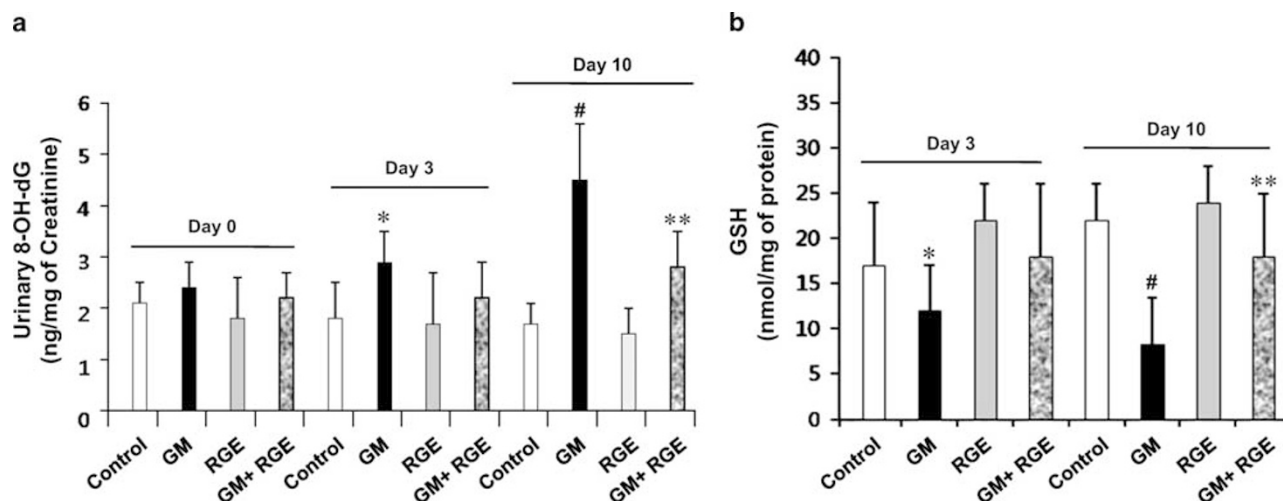 a
Urinary 8-OH-dG
(ng/mg of Creatinine)
6
5
4
3
2
1
0
Day 0
Day 3
Day 10
*
#
**
Control
GM
RGE
GM+ RGE
Control
GM
RGE
GM+ RGE
Control
GM
RGE
GM+ RGE
b
GSH
(nmol/mg of protein)
40
35
30
25
20
15
10
5
0
Day 3
Day 10
*
#
**
Control
GM
RGE
GM+ RGE
Control
GM
RGE
GM+ RGE